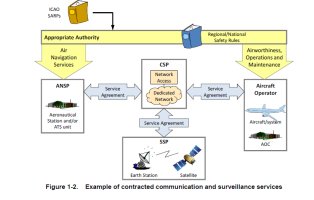 ICAO
SARPs
Appropriate Authority
Regional/National
Safety Rules
Air
Navigation
Services
Airworthiness,
Operations and
Maintenance
ANSP
Aeronautical
Station and/or
ATS unit
Service
Agreement
CSP
Network
Access
Dedicated
Network
Service
Agreement
Aircraft
Operator
Aircraft/system
AOC
Service Agreement
SSP
Earth Station
Satellite
Figure 1-2. Example of contracted communication and surveillance services